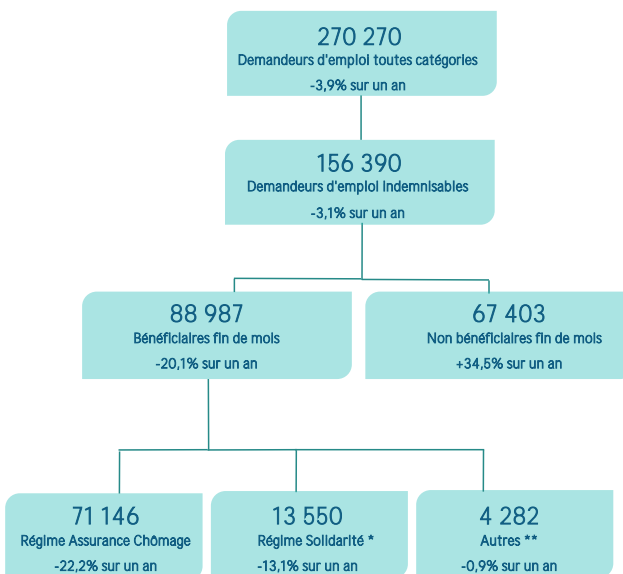 270 270
Demandeurs d'emploi toutes catégories
-3,9% sur un an
156 390
Demandeurs d'emploi indemnisables
-3,1% sur un an
88 987
Bénéficiaires fin de mois
-20,1% sur un an
67 403
Non bénéficiaires fin de mois
+34,5% sur un an
71 146
Régime Assurance Chômage
-22,2% sur un an
13 550
Régime Solidarité *
-13,1% sur un an
4 282
Autres **
-0,9% sur un an